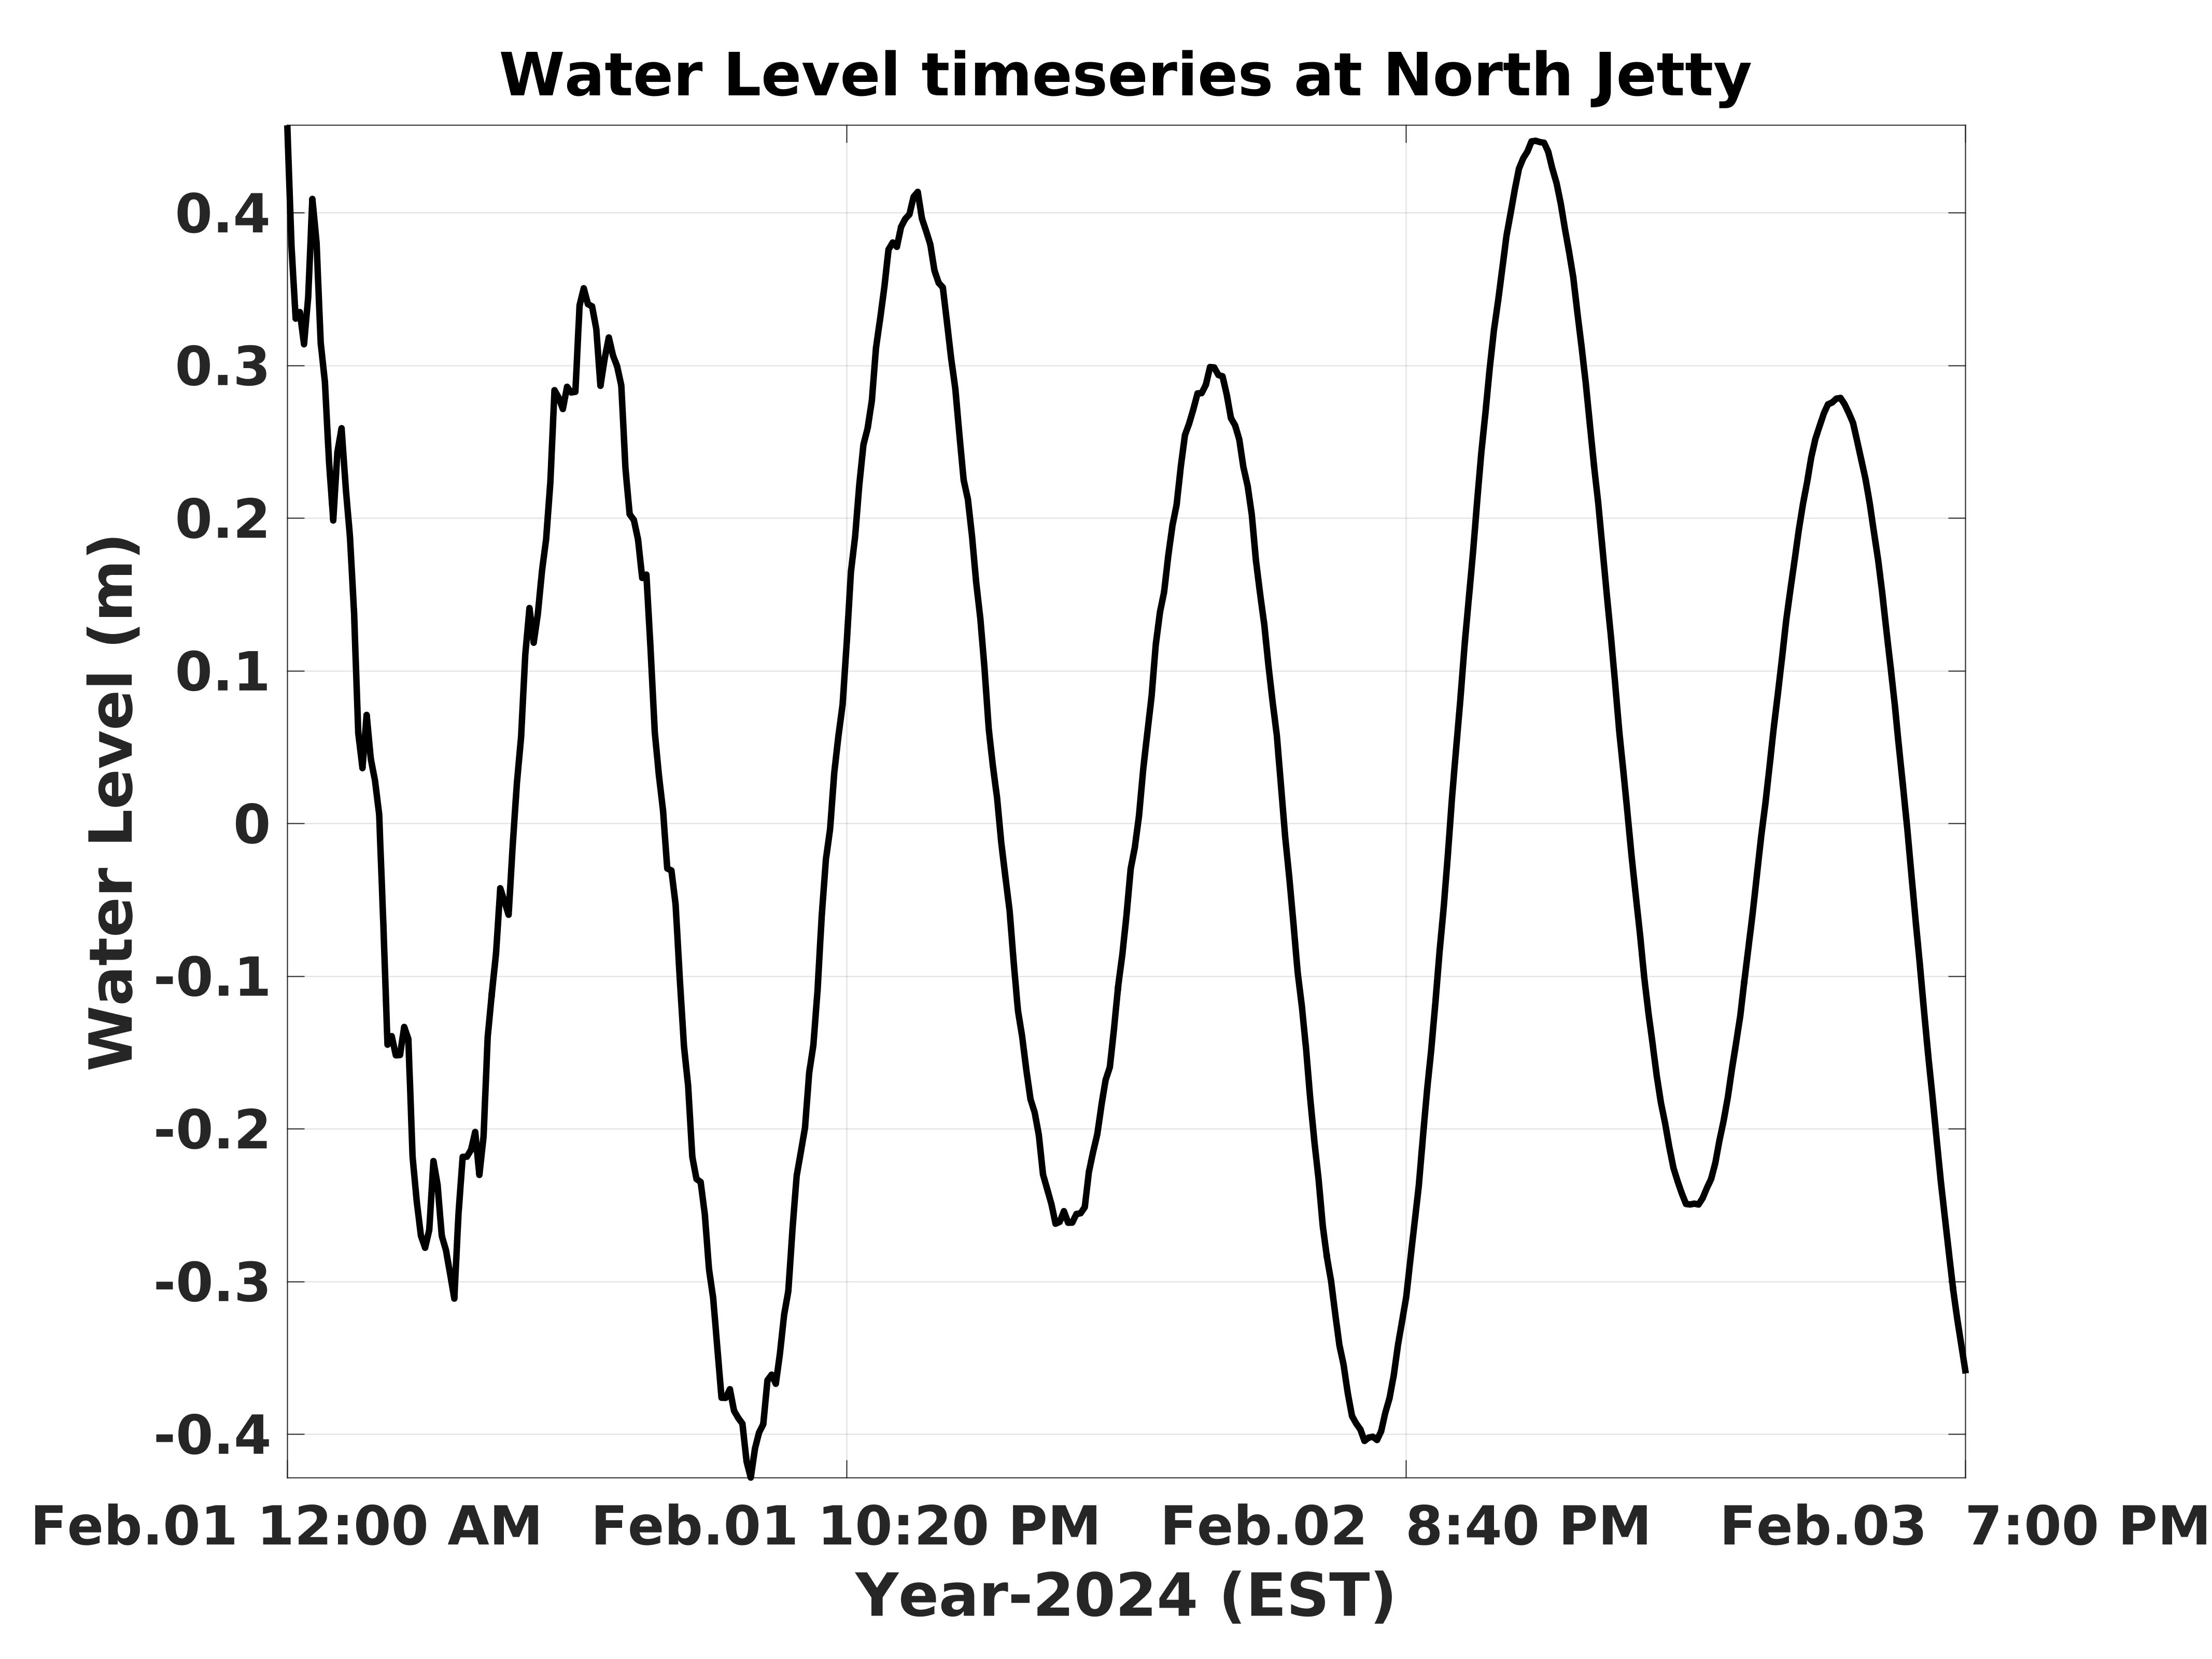 Water Level timeseries at North Jetty
Water Level (m)
0.4
0.3
0.2
0.1
0
-0.1
-0.2
-0.3
-0.4
Feb.01 12:00 AM Feb.01 10:20 PM Feb.02 8:40 PM Feb.03 7:00 PM
Year-2024 (EST)